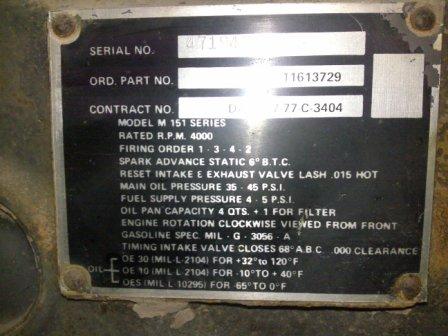 SERIAL NO.
ORD. PART NO. 11613729
CONTRACT NO. 77 C-3404
MODEL M 151 SERIES
RATED R.P.M. 4000
FIRING ORDER 1 - 3 - 4 - 2
SPARK ADVANCE STATIC 6° B.T.C.
RESET INTAKE & EXHAUST VALVE LASH .015 HOT
MAIN OIL PRESSURE 35 - 45 P.S.I.
FUEL SUPPLY PRESSURE 4 - 5 P.S.I.
OIL PAN CAPACITY 4 QTS. + 1 FOR FILTER
ENGINE ROTATION CLOCKWISE VIEWED FROM FRONT
GASOLINE SPEC MIL - G - 3056 - A
TIMING INTAKE VALVE CLOSES 68° A.B.C. .000 CLEARANCE
OE 30 (MIL-L-2104) FOR +32° to 120°F
OIL OE 10 (MIL-L-2104) FOR -10°TO + 40°F
OES (MIL-L-10295) FOR -65°TO 0°F